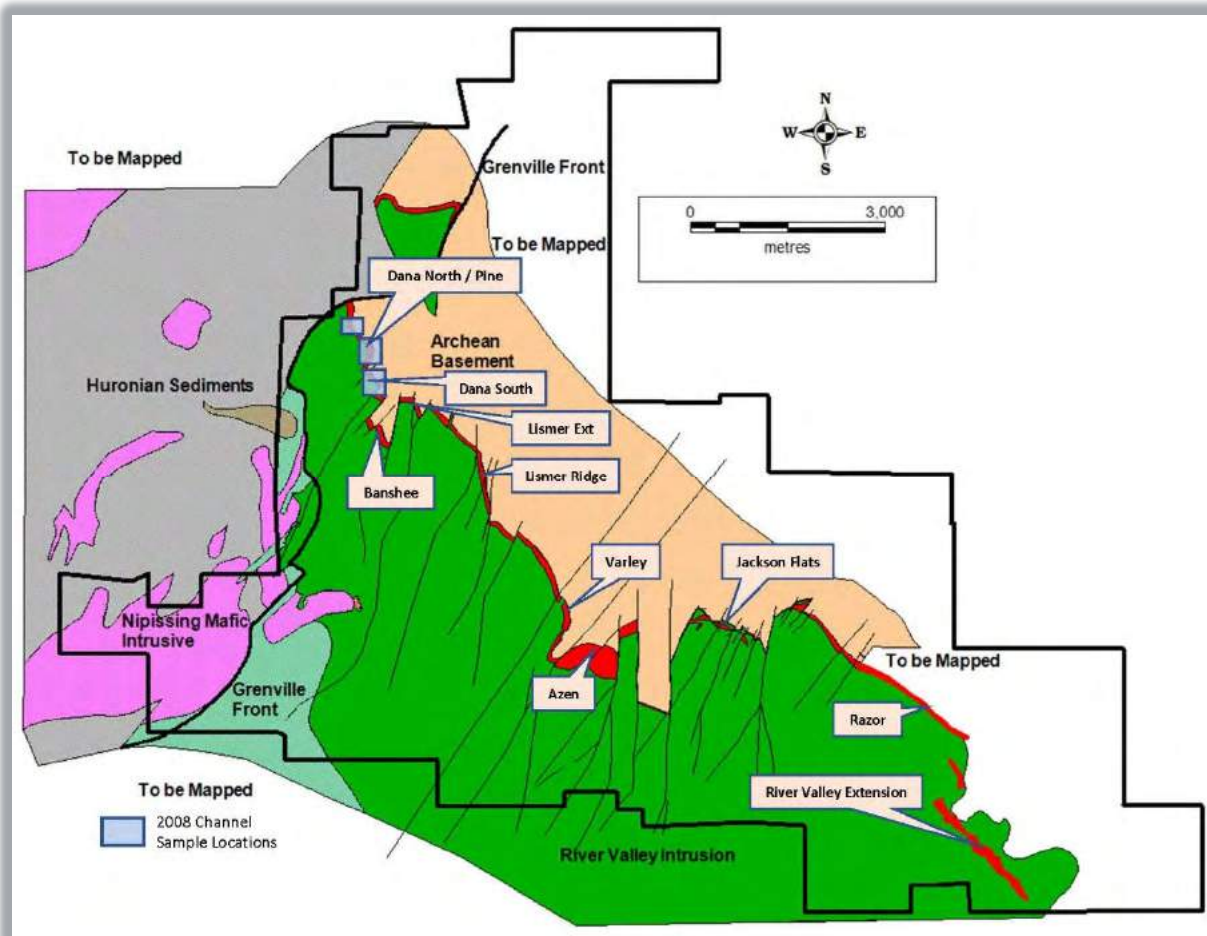 N
W E
S
To be Mapped
Grenville Front
0 3,000
metres
To be Mapped
Dana North / Pine
Archean
Basement
Huronian Sediments
Dana South
Lismer Ext
Lismer Ridge
Banshee
Varley
Jackson Flats
Nipissing Mafic
Intrusive
To be Mapped
Grenville
Front
Azen
Razor
To be Mapped
River Valley Extension
2008 Channel
Sample Locations
River Valley Intrusion